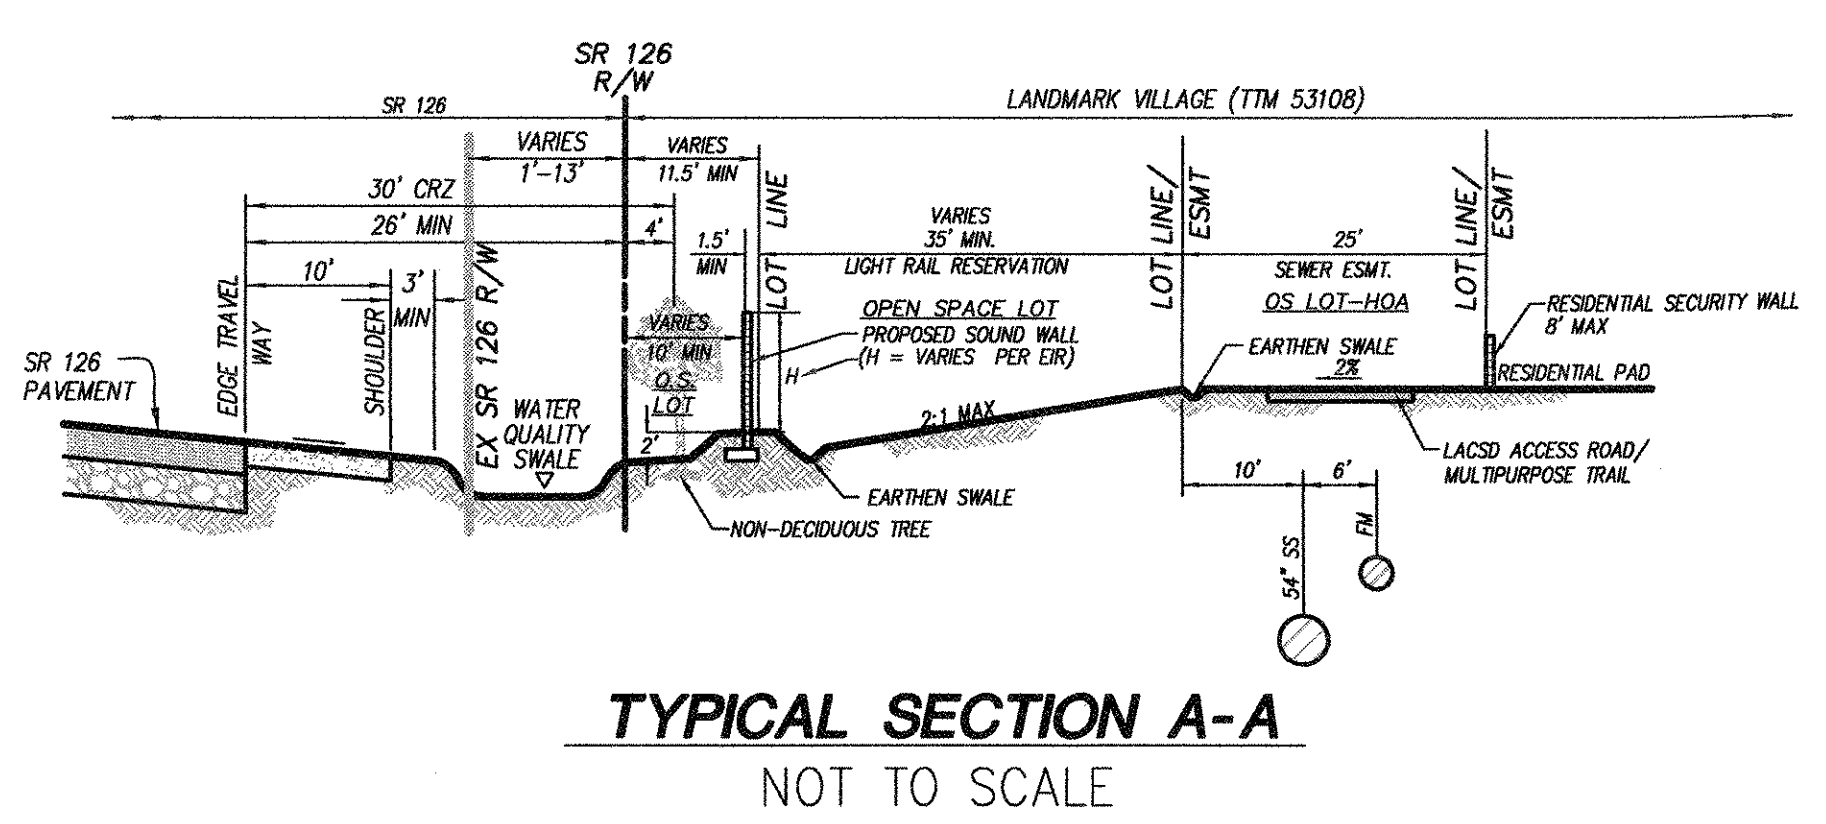 SR 126
R/W
SR 126
LANDMARK VILLAGE (TTM 53108)
VARIES
1'-13'
VARIES
11.5' MIN
30' CRZ
26' MIN
4'
10'
3'
MIN
1.5'
MIN
LOT LINE
VARIES
35' MIN.
LIGHT RAIL RESERVATION
LOT LINE/
ESMT
25'
SEWER ESMT.
OS LOT-HOA
LOT LINE/
ESMT
EDGE TRAVEL
WAY
SHOULDER
EX SR 126 R/W
VARIES
10' MIN
O.S.
LOT
OPEN SPACE LOT
PROPOSED SOUND WALL
(H = VARIES PER EIR)
H
EARTHEN SWALE
2%
RESIDENTIAL SECURITY WALL
8' MAX
RESIDENTIAL PAD
SR 126
PAVEMENT
WATER
QUALITY
SWALE
2'
2:1 MAX
EARTHEN SWALE
NON-DECIDUOUS TREE
LACSD ACCESS ROAD/
MULTIPURPOSE TRAIL
10'
6'
54" SS
FM
TYPICAL SECTION A-A
NOT TO SCALE